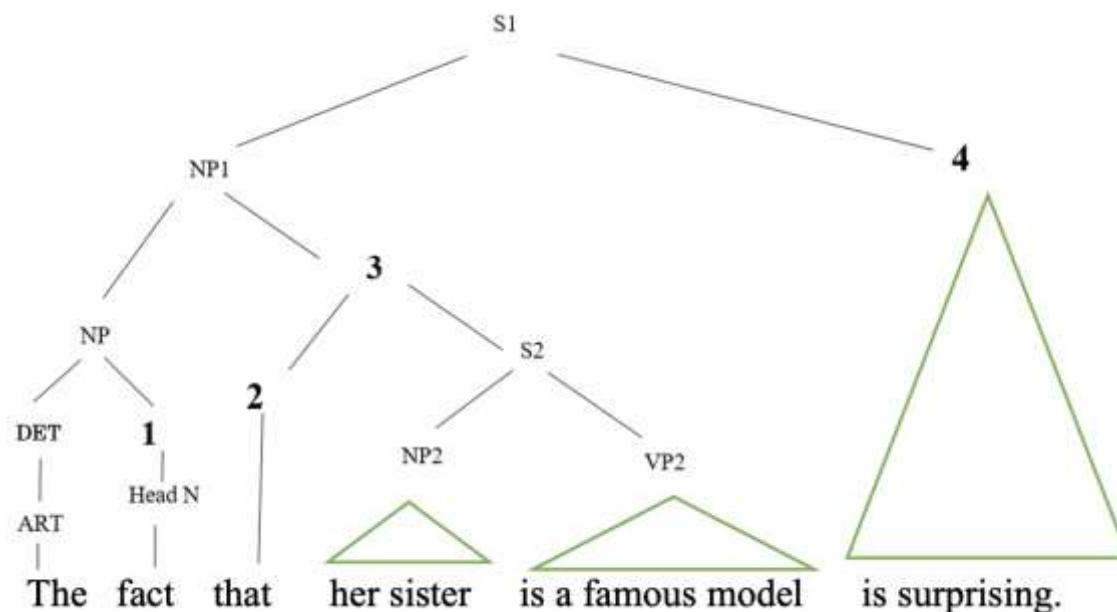 S1
NP1 4
3
NP S2
DET 1 2 NP2 VP2
Head N
ART
The fact that her sister is a famous model is surprising.